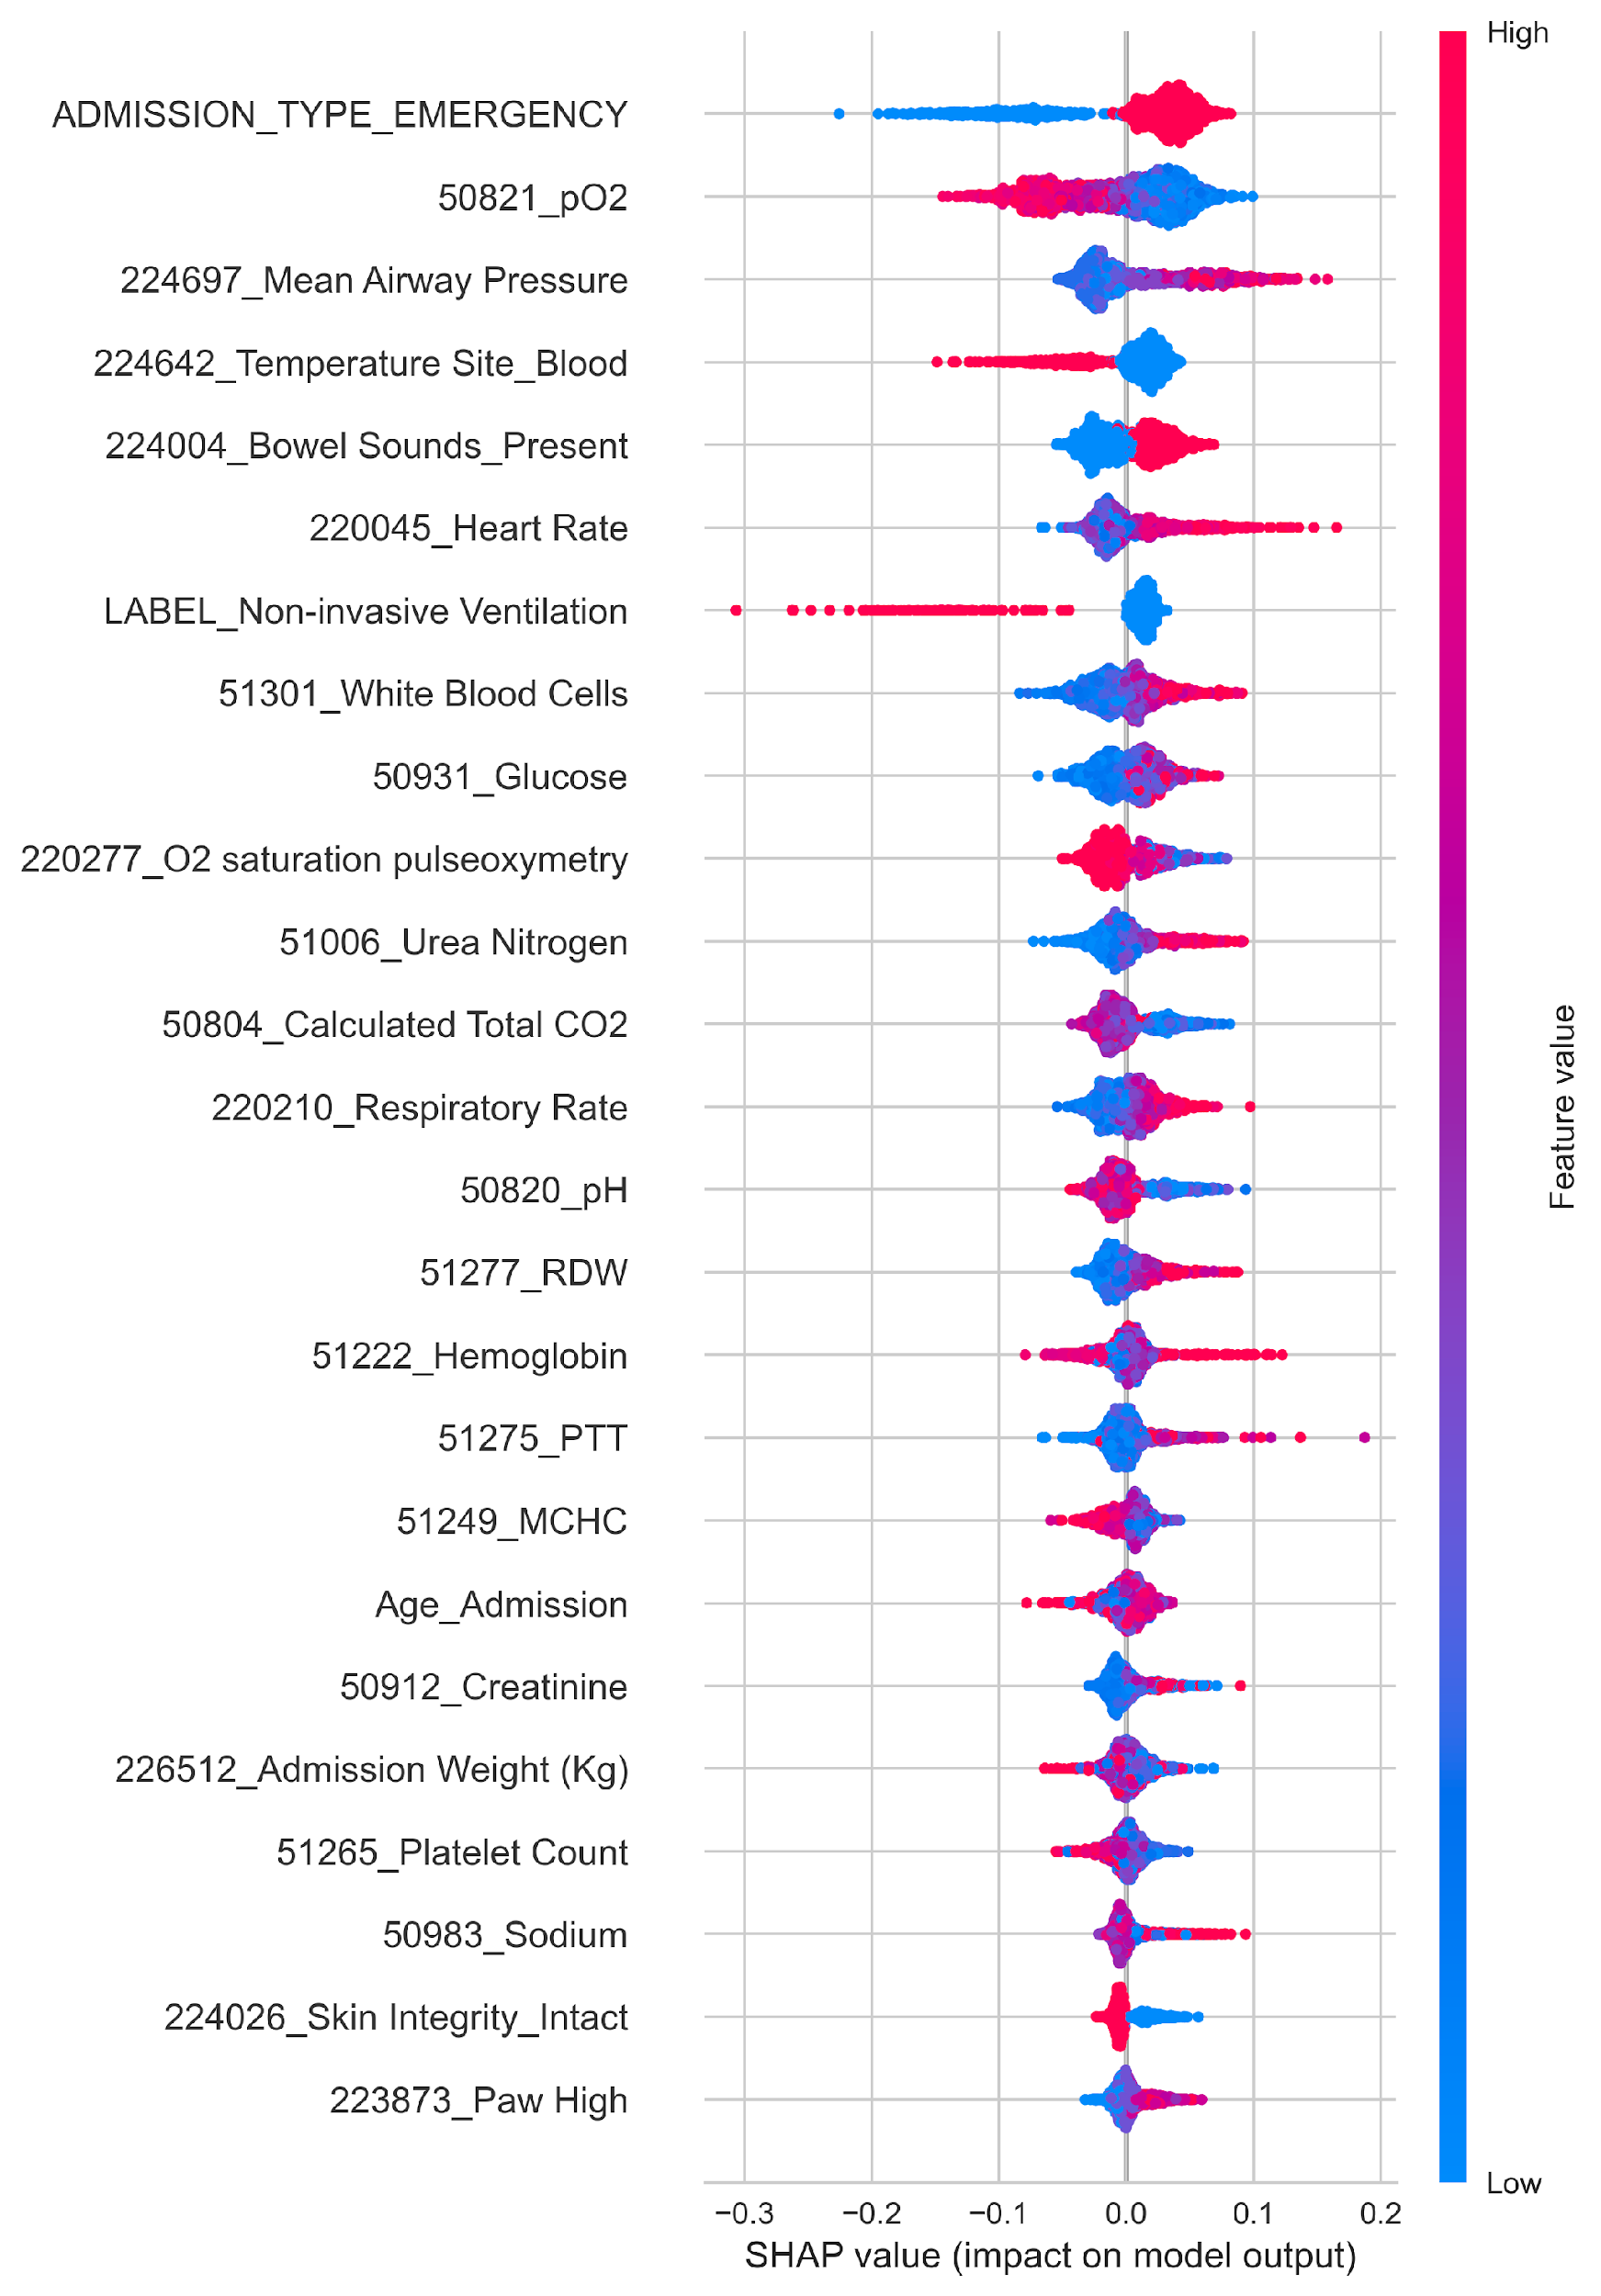 High
ADMISSION_TYPE_EMERGENCY
50821_pO2
224697_Mean Airway Pressure
224642_Temperature Site_Blood
224004_Bowel Sounds_Present
220045_Heart Rate
LABEL_Non-invasive Ventilation
51301_White Blood Cells
50931_Glucose
220277_O2 saturation pulseoxymetry
51006_Urea Nitrogen
50804_Calculated Total CO2
220210_Respiratory Rate
50820_pH
51277_RDW
51222_Hemoglobin
51275_PTT
51249_MCHC
Age_Admission
50912_Creatinine
226512_Admission Weight (Kg)
51265_Platelet Count
50983_Sodium
224026_Skin Integrity_Intact
223873_Paw High
Feature value
Low
−0.3 −0.2 −0.1 0.0 0.1 0.2
SHAP value (impact on model output)